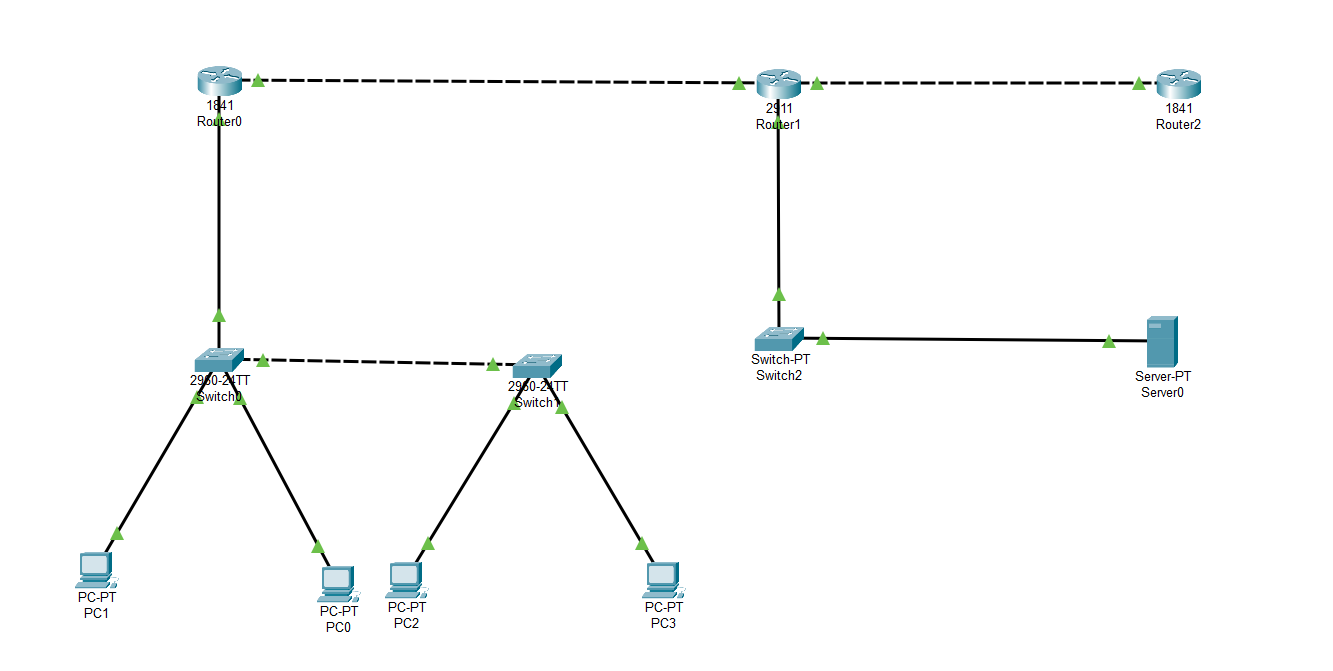 1841
Router0
2911
Router1
1841
Router2
2960-24TT
Switch0
2960-24TT
Switch1
Switch-PT
Switch2
Server-PT
Server0
PC-PT
PC1
PC-PT
PC0
PC-PT
PC2
PC-PT
PC3